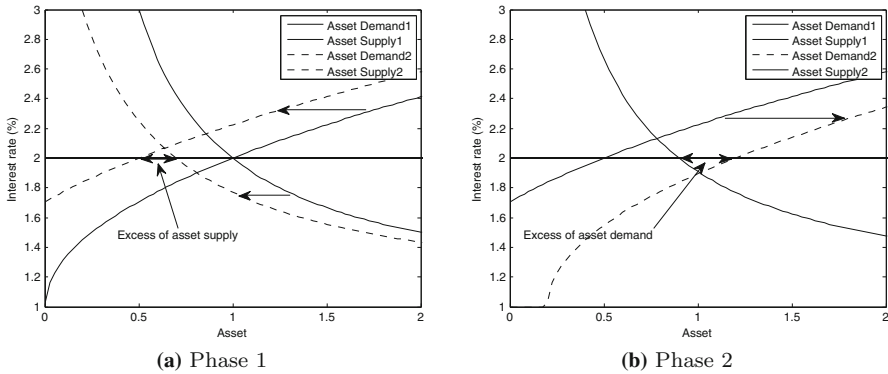 3
2.8
2.6
2.4
2.2
2
1.8
1.6
1.4
1.2
1
Interest rate (%)
Asset Demand1
Asset Supply1
Asset Demand2
Asset Supply2
Excess of asset supply
0
0.5
1
1.5
2
Asset
(a) Phase 1
3
2.8
2.6
2.4
2.2
2
1.8
1.6
1.4
1.2
1
Interest rate (%)
Asset Demand1
Asset Supply1
Asset Demand2
Asset Supply2
Excess of asset demand
0
0.5
1
1.5
2
Asset
(b) Phase 2